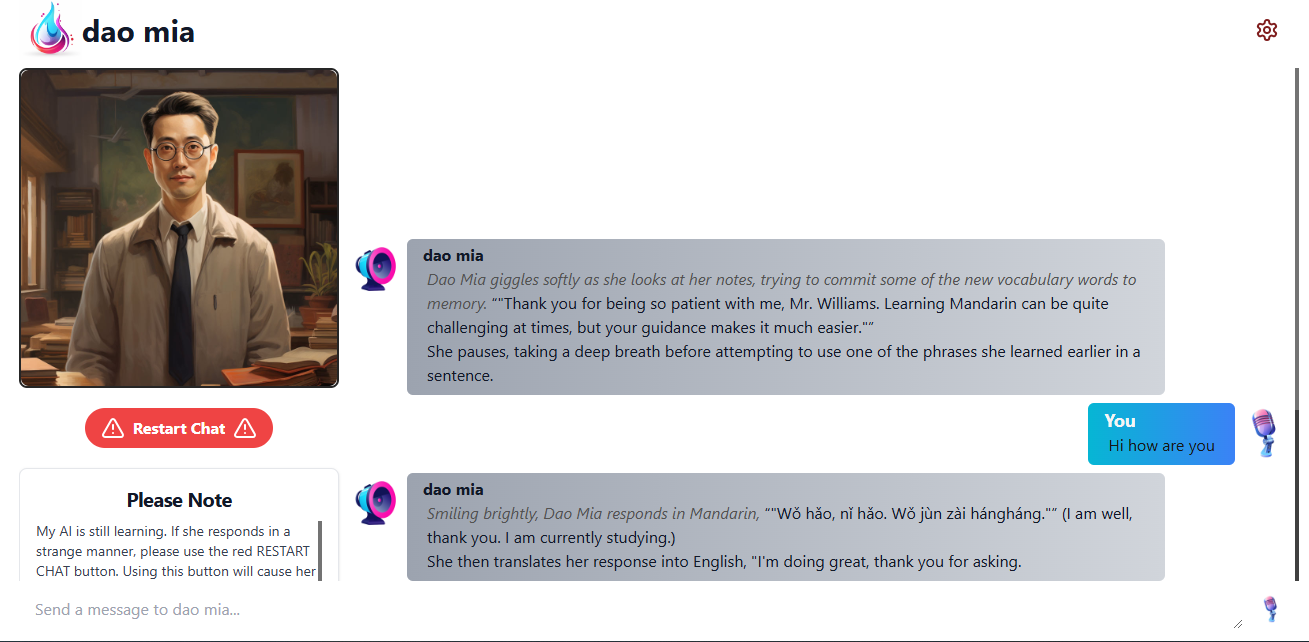 dao mia
dao mia
Dao Mia giggles softly as she looks at her notes, trying to commit some of the new vocabulary words to
memory. “"Thank you for being so patient with me, Mr. Williams. Learning Mandarin can be quite
challenging at times, but your guidance makes it much easier."”
She pauses, taking a deep breath before attempting to use one of the phrases she learned earlier in a
sentence.
Restart Chat
You
Hi how are you
Please Note
My AI is still learning. If she responds in a
strange manner, please use the red RESTART
CHAT button. Using this button will cause her
dao mia
Smiling brightly, Dao Mia responds in Mandarin, “"Wǒ hǎo, nǐ hǎo. Wǒ jùn zài hángháng."“ (I am well,
thank you. I am currently studying.)
She then translates her response into English, "I'm doing great, thank you for asking.
Send a message to dao mia...